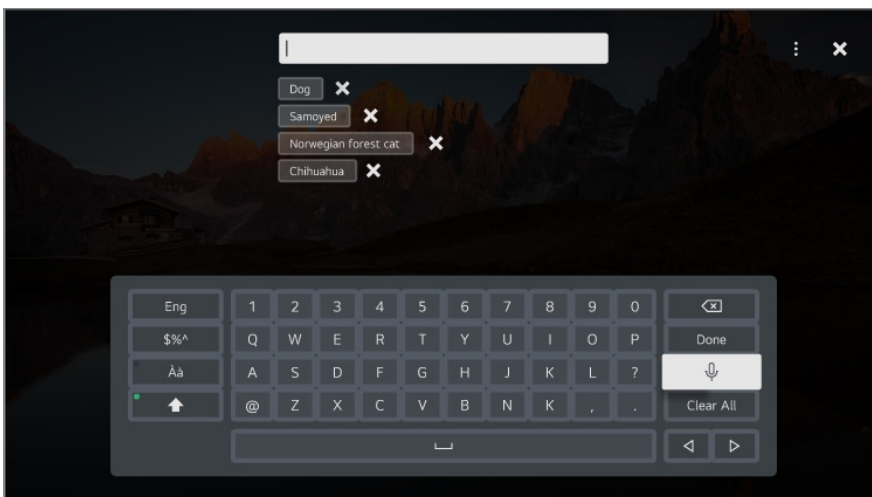 Dog
Samoyed
Norwegian forest cat
Chihuahua
Eng 1 2 3 4 5 6 7 8 9 0
$%^ Q W E R T Y U I O P Done
Àà A S D F G H J K L ?
@ Z X C V B N K , . Clear All